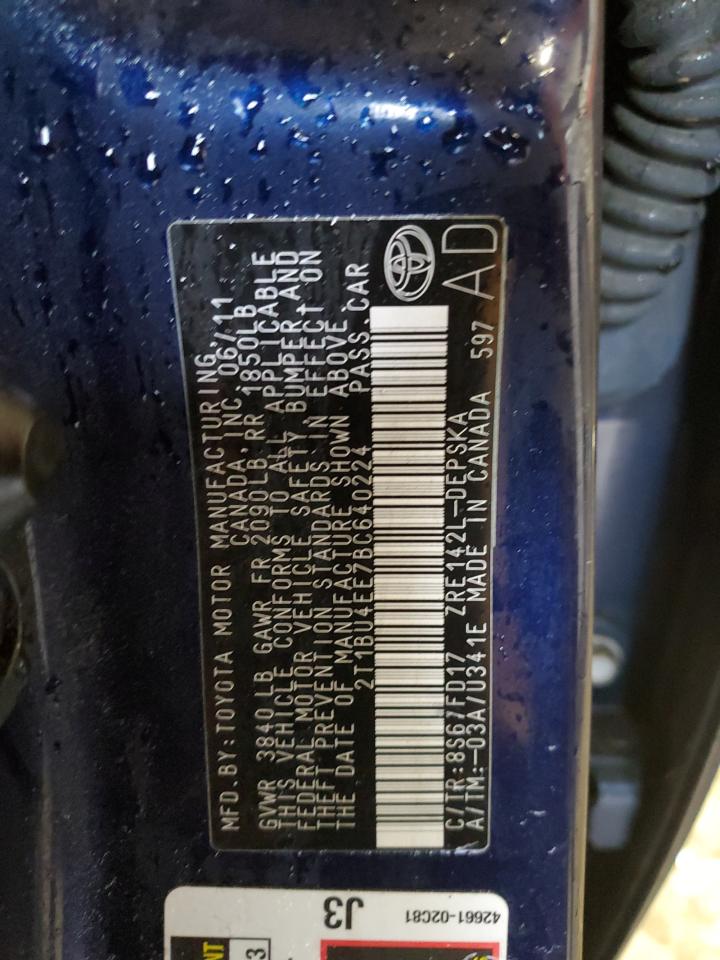 MFD. BY: TOYOTA MOTOR MANUFACTURING,
CANADA, INC. 06/11
GVWR 3840 LB GAWR FR 2090LB RR 1850LB
THIS VEHICLE CONFORMS TO ALL APPLICABLE
FEDERAL MOTOR VEHICLE SAFETY BUMPER AND
THEFT PREVENTION STANDARDS IN EFFECT ON
THE DATE OF MANUFACTURE SHOWN ABOVE.
2T1BU4EE7BC640224 PASS.CAR
C/TR:8S67FD17 ZRE142L-DEPSKA
A/TM:-03A/U341E MADE IN CANADA 597
AD
42661-02C81
J3